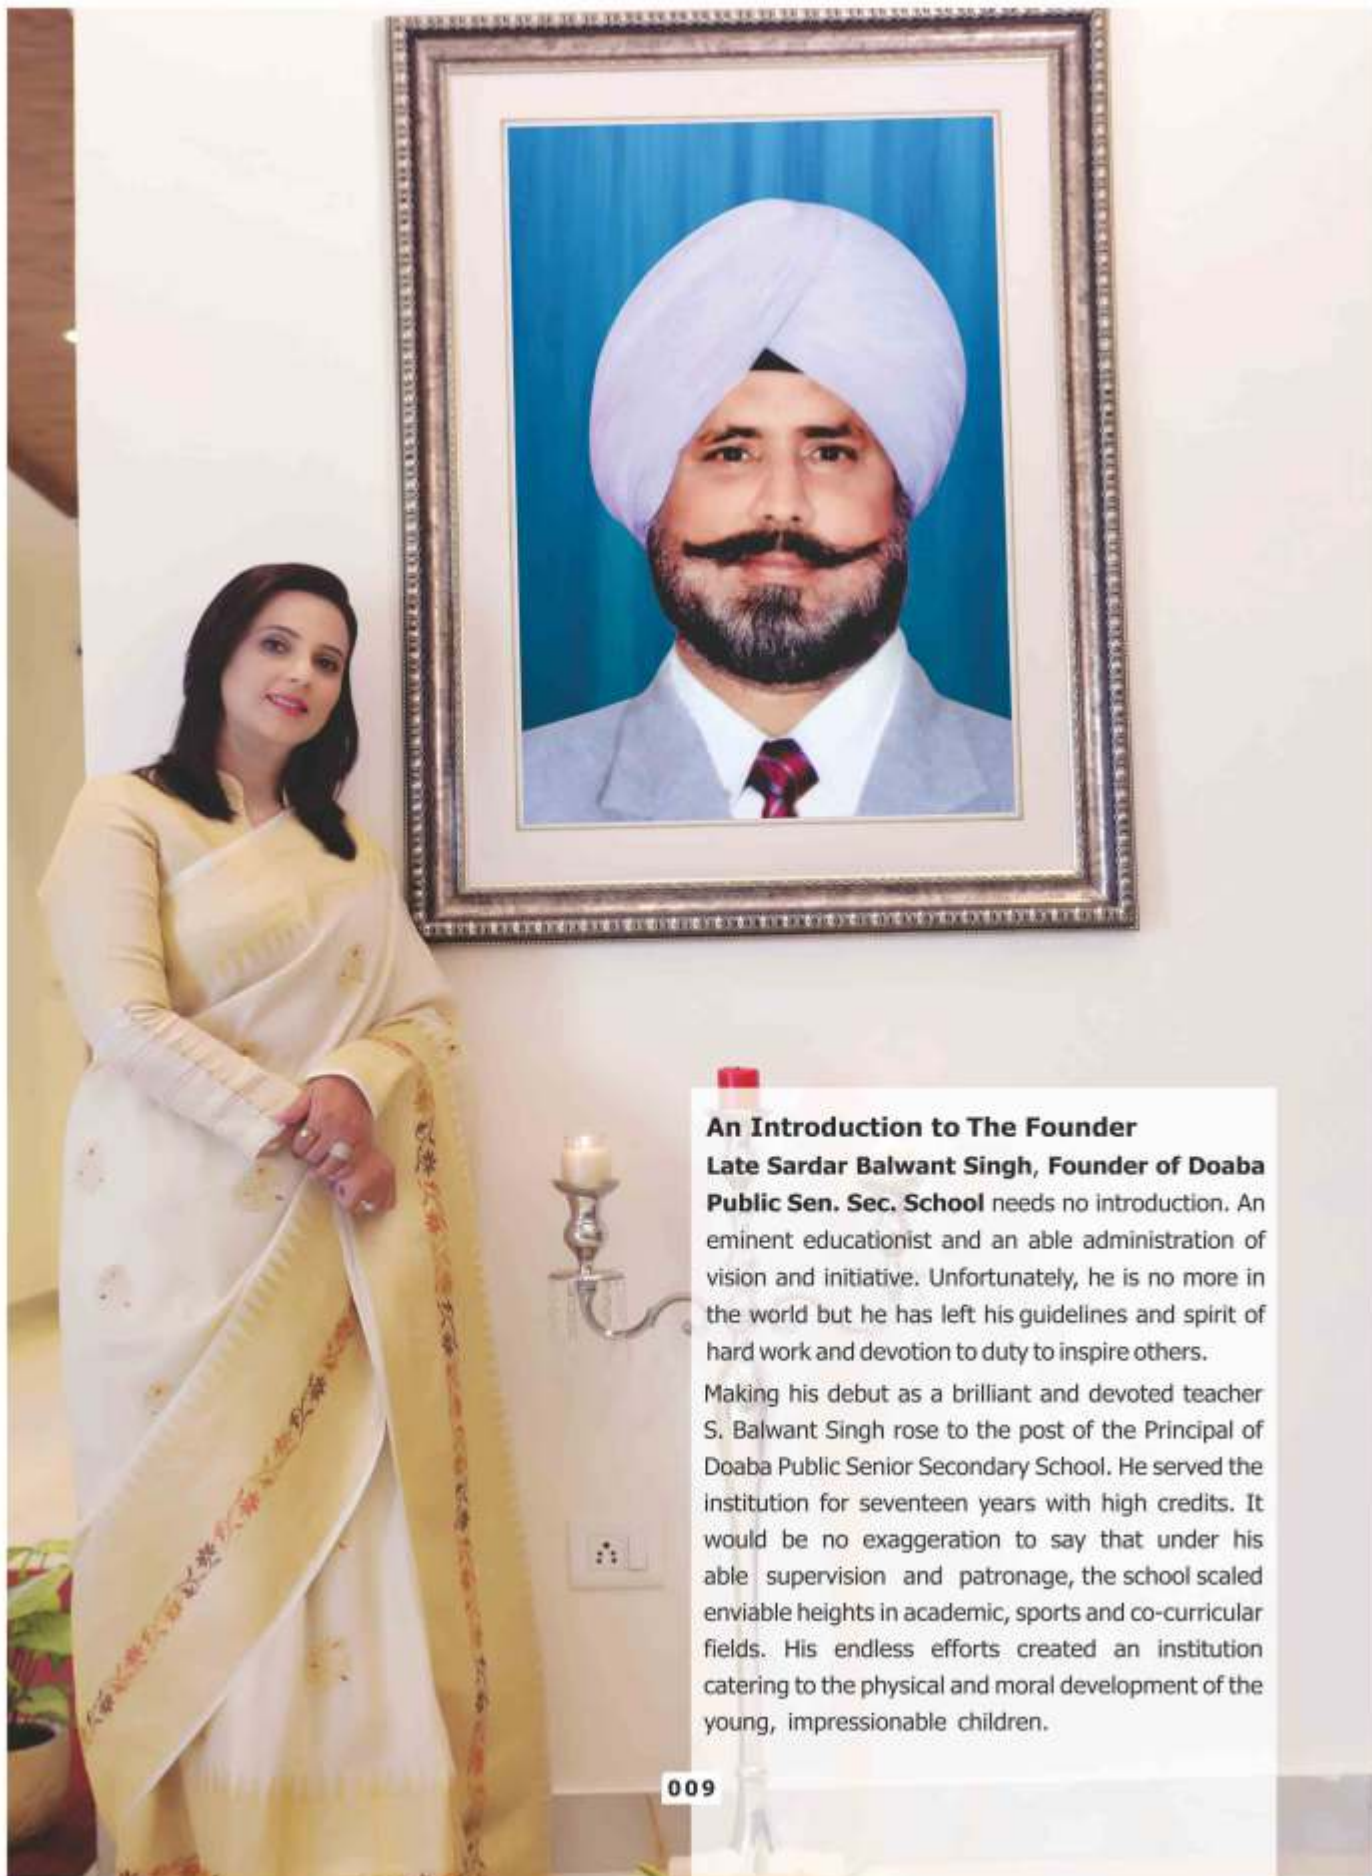 An Introduction to The Founder
Late Sardar Balwant Singh, Founder of Doaba
Public Sen. Sec. School needs no introduction. An
eminent educationist and an able administration of
vision and initiative. Unfortunately, he is no more in
the world but he has left his guidelines and spirit of
hard work and devotion to duty to inspire others.
Making his debut as a brilliant and devoted teacher
S. Balwant Singh rose to the post of the Principal of
Doaba Public Senior Secondary School. He served the
institution for seventeen years with high credits. It
would be no exaggeration to say that under his
able supervision and patronage, the school scaled
enviable heights in academic, sports and co-curricular
fields. His endless efforts created an institution
catering to the physical and moral development of the
young, impressionable children.
009